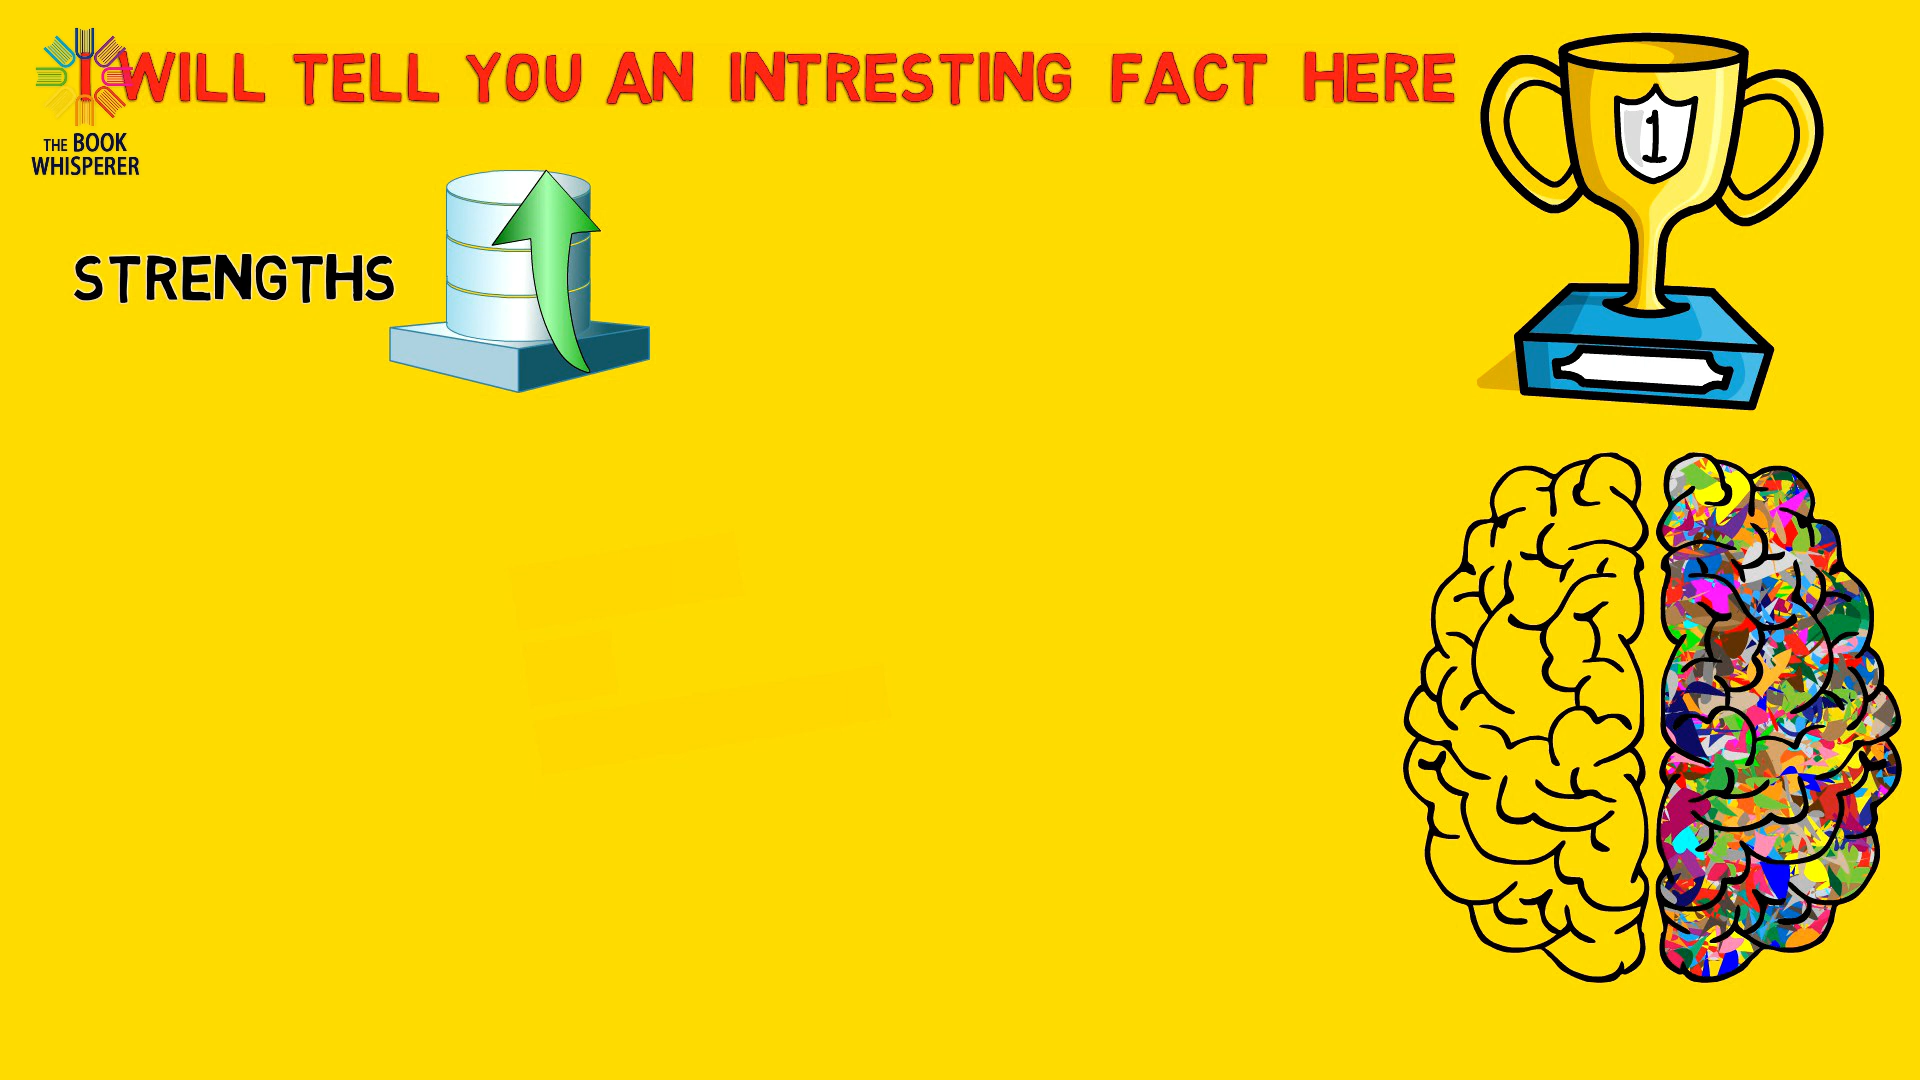 I WILL TELL YOU AN INTRESTING FACT HERE
THE BOOK
WHISPERER
1
STRENGTHS